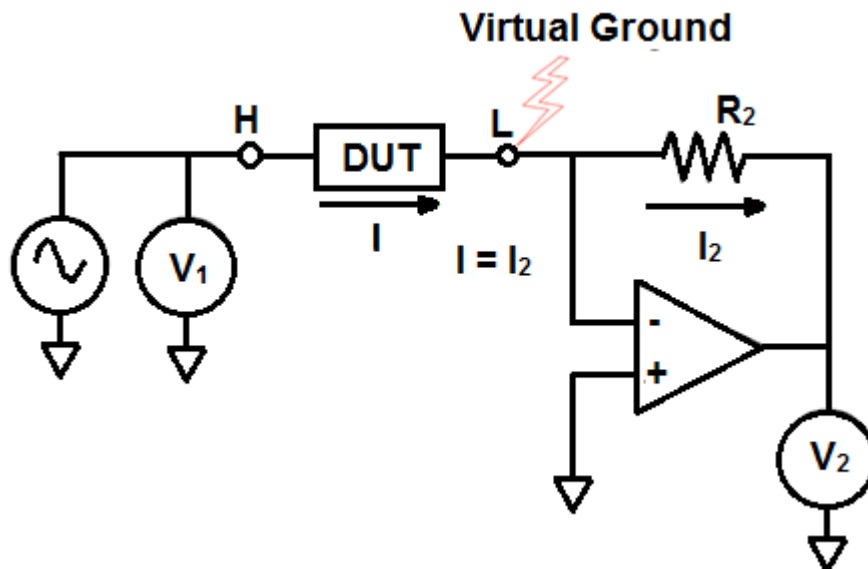 Virtual Ground
H
L
R₂
DUT
I
I = I₂
I₂
V₁
-
+
V₂